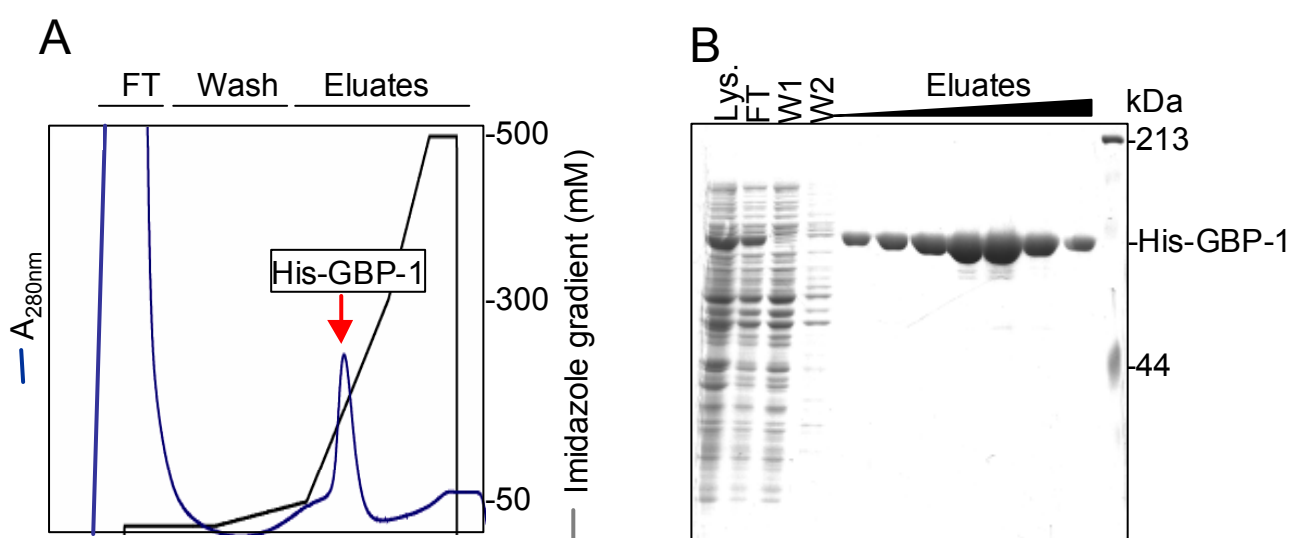 A
FT Wash Eluates
-500
-300
-50
His-GBP-1
A280nm
Imidazole gradient (mM)
B
Lys.
FT
W1
W2
Eluates
kDa
-213
-His-GBP-1
-44